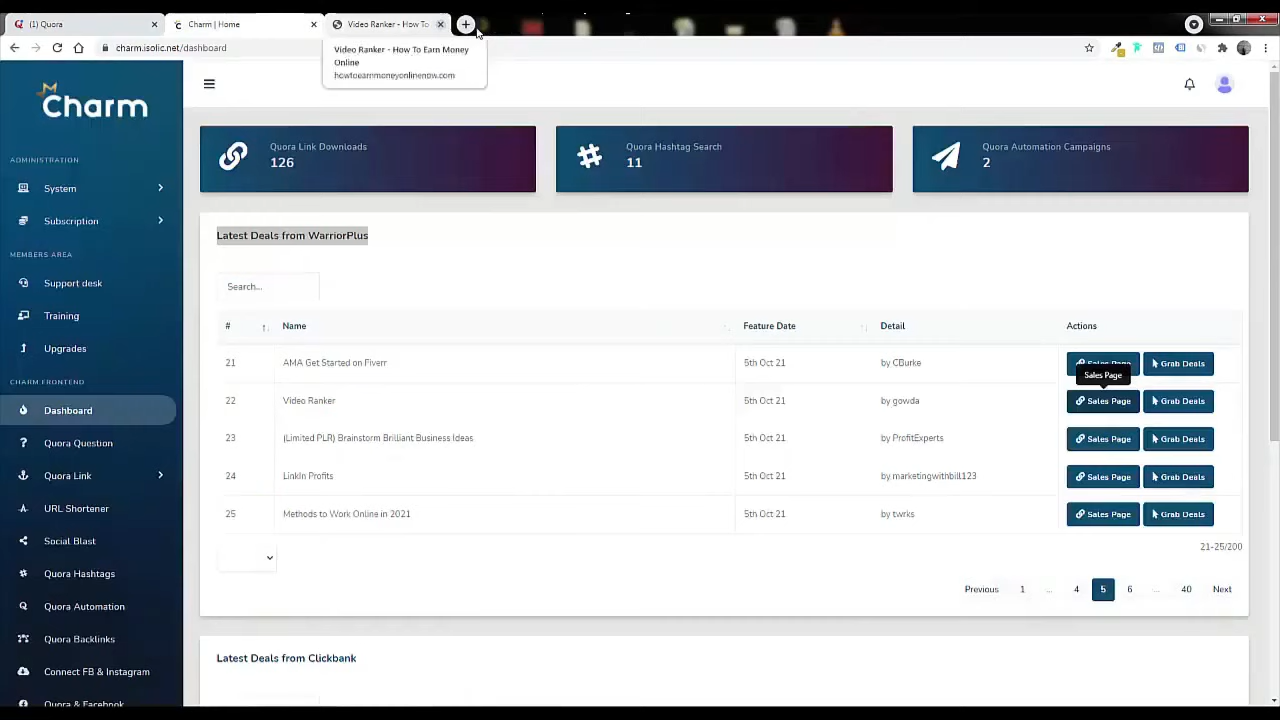 (1) Quora
Charm | Home
Video Ranker - How To
charm.isolic.net/dashboard
Video Ranker - How To Earn Money
Online
howtoearnmoneyonlinenow.com
Charm
ADMINISTRATION
System
Subscription
MEMBERS AREA
Support desk
Training
Upgrades
CHARM FRONTEND
Dashboard
Quora Question
Quora Link
URL Shortener
Social Blast
Quora Hashtags
Quora Automation
Quora Backlinks
Connect FB & Instagram
Quora & Facebook
Quora Link Downloads
126
Quora Hashtag Search
11
Quora Automation Campaigns
2
Latest Deals from WarriorPlus
Search...
# Name Feature Date Detail Actions
21 AMA Get Started on Fiverr 5th Oct 21 by CBurke Sales Page Grab Deals
Sales Page
22 Video Ranker 5th Oct 21 by gowda Sales Page Grab Deals
23 (Limited PLR) Brainstorm Brilliant Business Ideas 5th Oct 21 by ProfitExperts Sales Page Grab Deals
24 LinkIn Profits 5th Oct 21 by marketingwithbill123 Sales Page Grab Deals
25 Methods to Work Online in 2021 5th Oct 21 by twrks Sales Page Grab Deals
21-25/200
Previous 1 ... 4 5 6 ... 40 Next
Latest Deals from Clickbank